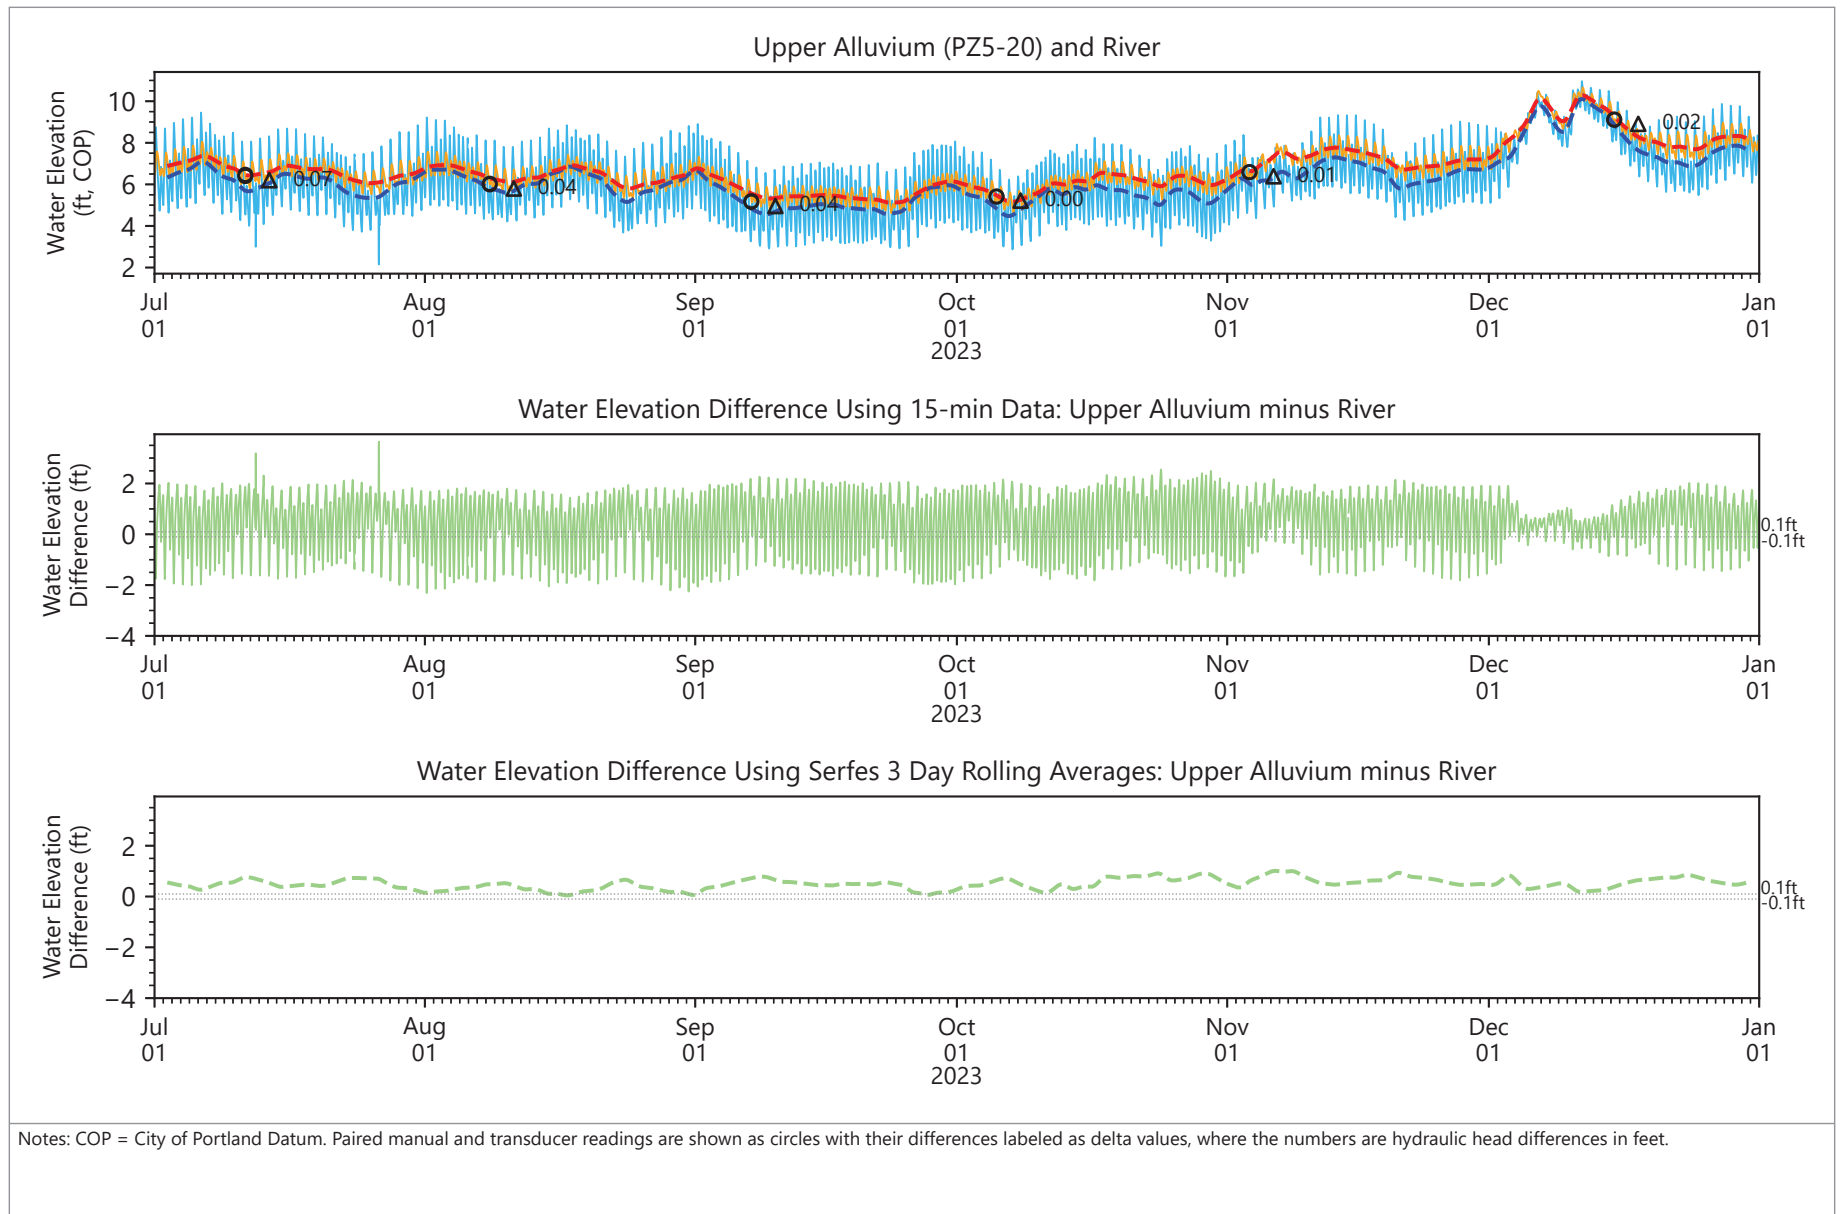 Upper Alluvium (PZ5-20) and River
Water Elevation
(ft, COP)
10
8
6
4
2
Δ 0.07
Δ 0.04
Δ 0.04
Δ 0.00
Δ 0.01
Δ 0.02
Jul
01
Aug
01
Sep
01
Oct
01
2023
Nov
01
Dec
01
Jan
01
Water Elevation Difference Using 15-min Data: Upper Alluvium minus River
Water Elevation
Difference (ft)
2
0
−2
−4
0.1ft
-0.1ft
Jul
01
Aug
01
Sep
01
Oct
01
2023
Nov
01
Dec
01
Jan
01
Water Elevation Difference Using Serfes 3 Day Rolling Averages: Upper Alluvium minus River
Water Elevation
Difference (ft)
2
0
−2
−4
0.1ft
-0.1ft
Jul
01
Aug
01
Sep
01
Oct
01
2023
Nov
01
Dec
01
Jan
01
Notes: COP = City of Portland Datum. Paired manual and transducer readings are shown as circles with their differences labeled as delta values, where the numbers are hydraulic head differences in feet.